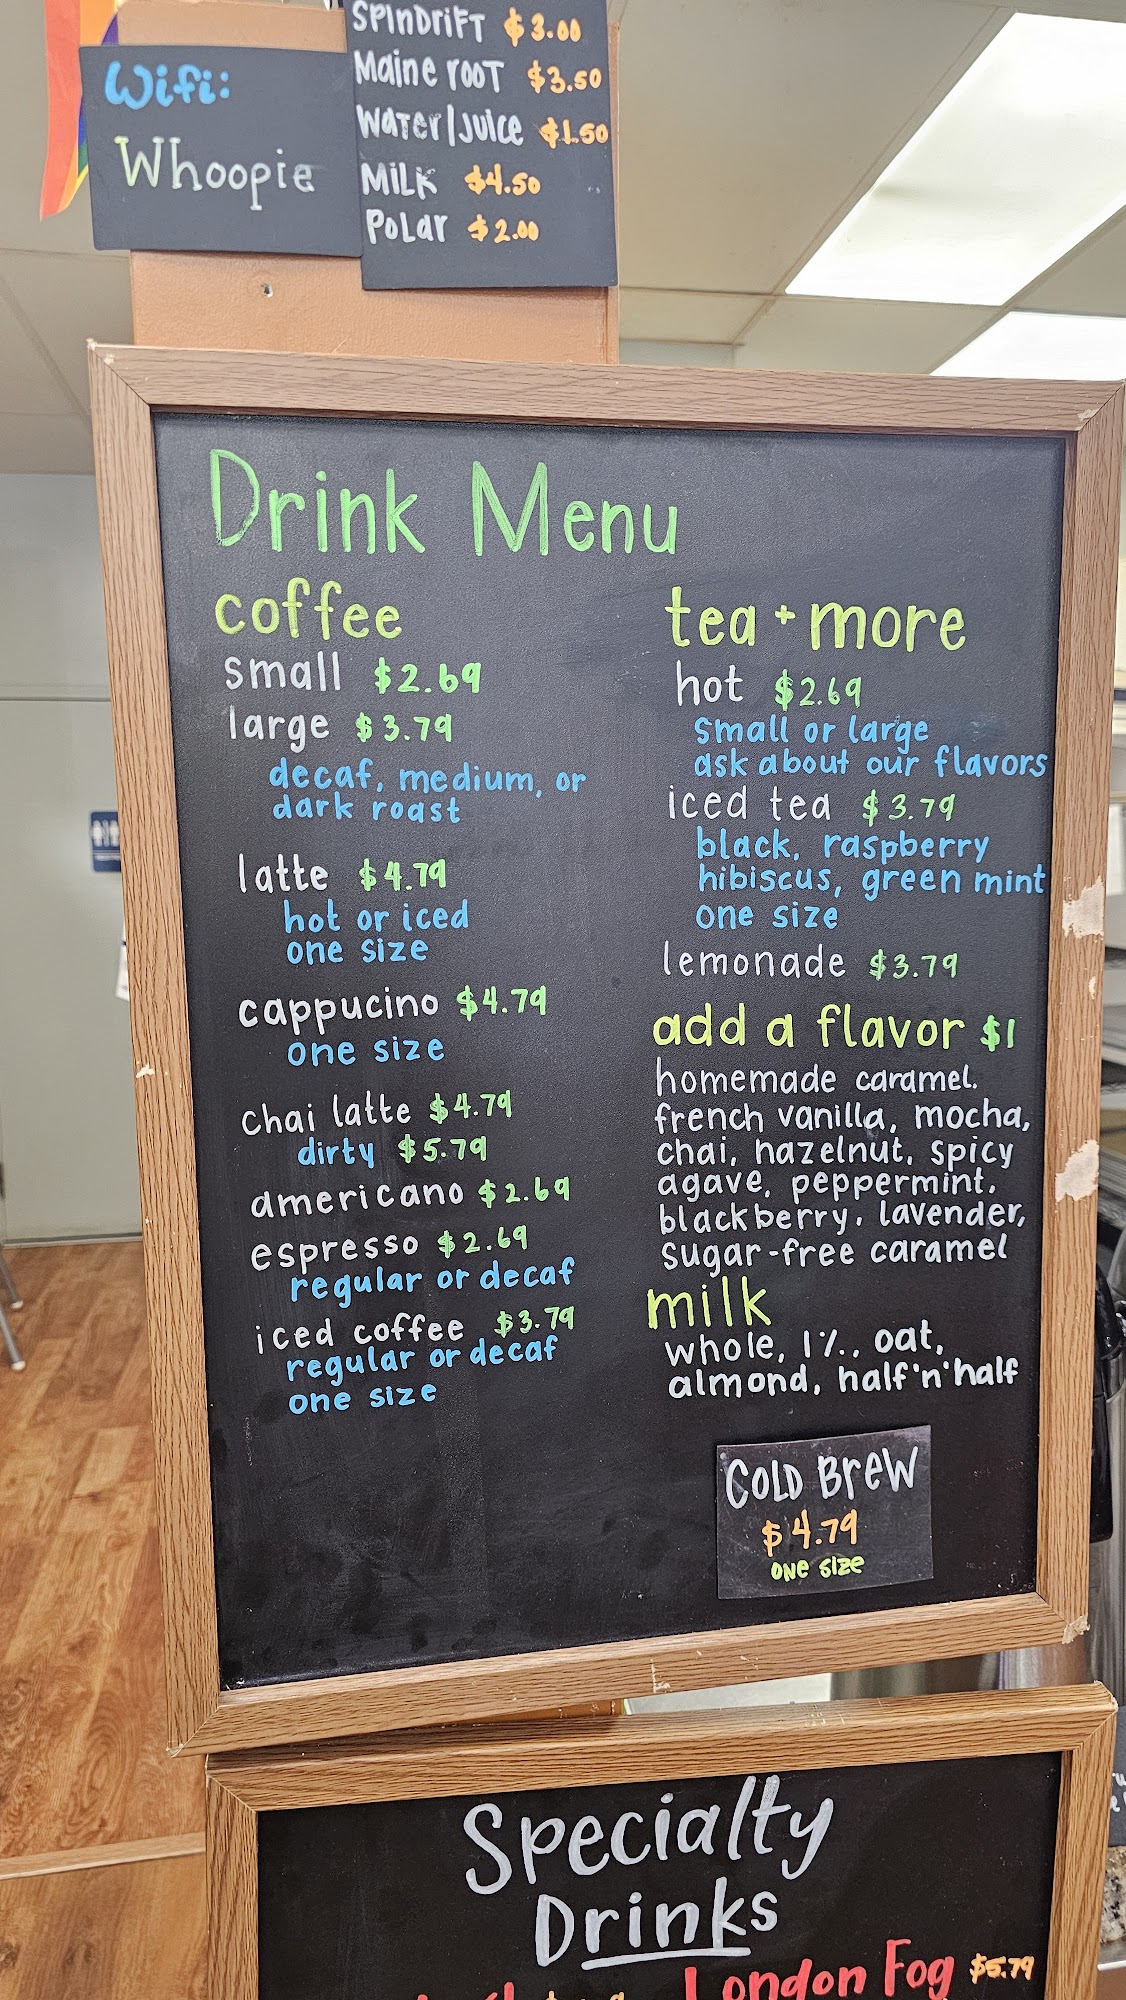 Wifi:
Whoopie
Spindrift $3.00
Maine root $3.50
Water/Juice $1.50
Milk $4.50
Polar $2.00
Drink Menu
coffee
small $2.69
large $3.79
decaf, medium, or
dark roast
latte $4.79
hot or iced
one size
cappucino $4.79
one size
chai latte $4.79
dirty $5.79
americano $2.69
espresso $2.69
regular or decaf
iced coffee $3.79
regular or decaf
one size
tea + more
hot $2.69
small or large
ask about our flavors
iced tea $3.79
black, raspberry
hibiscus, green mint
one size
lemonade $3.79
add a flavor $1
homemade caramel.
french vanilla, mocha,
chai, hazelnut, spicy
agave, peppermint,
blackberry, lavender,
sugar-free caramel
milk
whole, 1%, oat,
almond, half'n'half
Cold Brew
$4.79
one size
Specialty
Drinks
London Fog $5.79